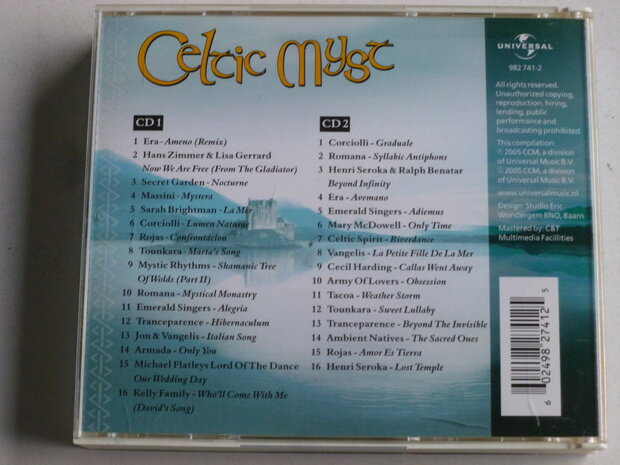 Celtic Myst
CD 1
1 Era - Ameno (Remix)
2 Hans Zimmer & Lisa Gerrard
Now We Are Free (From The Gladiator)
3 Secret Garden - Nocturne
4 Massini - Mystera
5 Sarah Brightman - La Mer
6 Corciolli - Lumen Naturae
7 Rojas - Confrontacion
8 Tounkara - Marta's Song
9 Mystic Rhythms - Shamanic Tree
Of Wolds (Part II)
10 Romana - Mystical Monastry
11 Emerald Singers - Alegria
12 Tranceparence - Hibernaculum
13 Jon & Vangelis - Italian Song
14 Armada - Only You
15 Michael Flatleys Lord Of The Dance
Our Wedding Day
16 Kelly Family - Who'll Come With Me
(David's Song)
CD 2
1 Corciolli - Graduale
2 Romana - Syllabic Antiphons
3 Henri Seroka & Ralph Benatar
Beyond Infinity
4 Era - Avemano
5 Emerald Singers - Adiemus
6 Mary McDowell - Only Time
7 Celtic Spirit - Riverdance
8 Vangelis - La Petite Fille De La Mer
9 Cecil Harding - Callas Went Away
10 Army Of Lovers - Obsession
11 Tacoa - Weather Storm
12 Tounkara - Sweet Lullaby
13 Tranceparence - Beyond The Invisible
14 Ambient Natives - The Sacred Ones
15 Rojas - Amor Es Tierra
16 Henri Seroka - Lost Temple
UNIVERSAL
982 741-2
All rights reserved.
Unauthorized copying,
reproduction, hiring,
lending, public
performance and
broadcasting prohibited.
This compilation:
℗ 2005 CCM, a division
of Universal Music B.V.
© 2005 CCM, a division
of Universal Music B.V.
www.universalmusic.nl
Design: Studio Eric
Wondergem BNO, Baarn
Mastered by: C&T
Multimedia Facillities
6 02498 27412 5